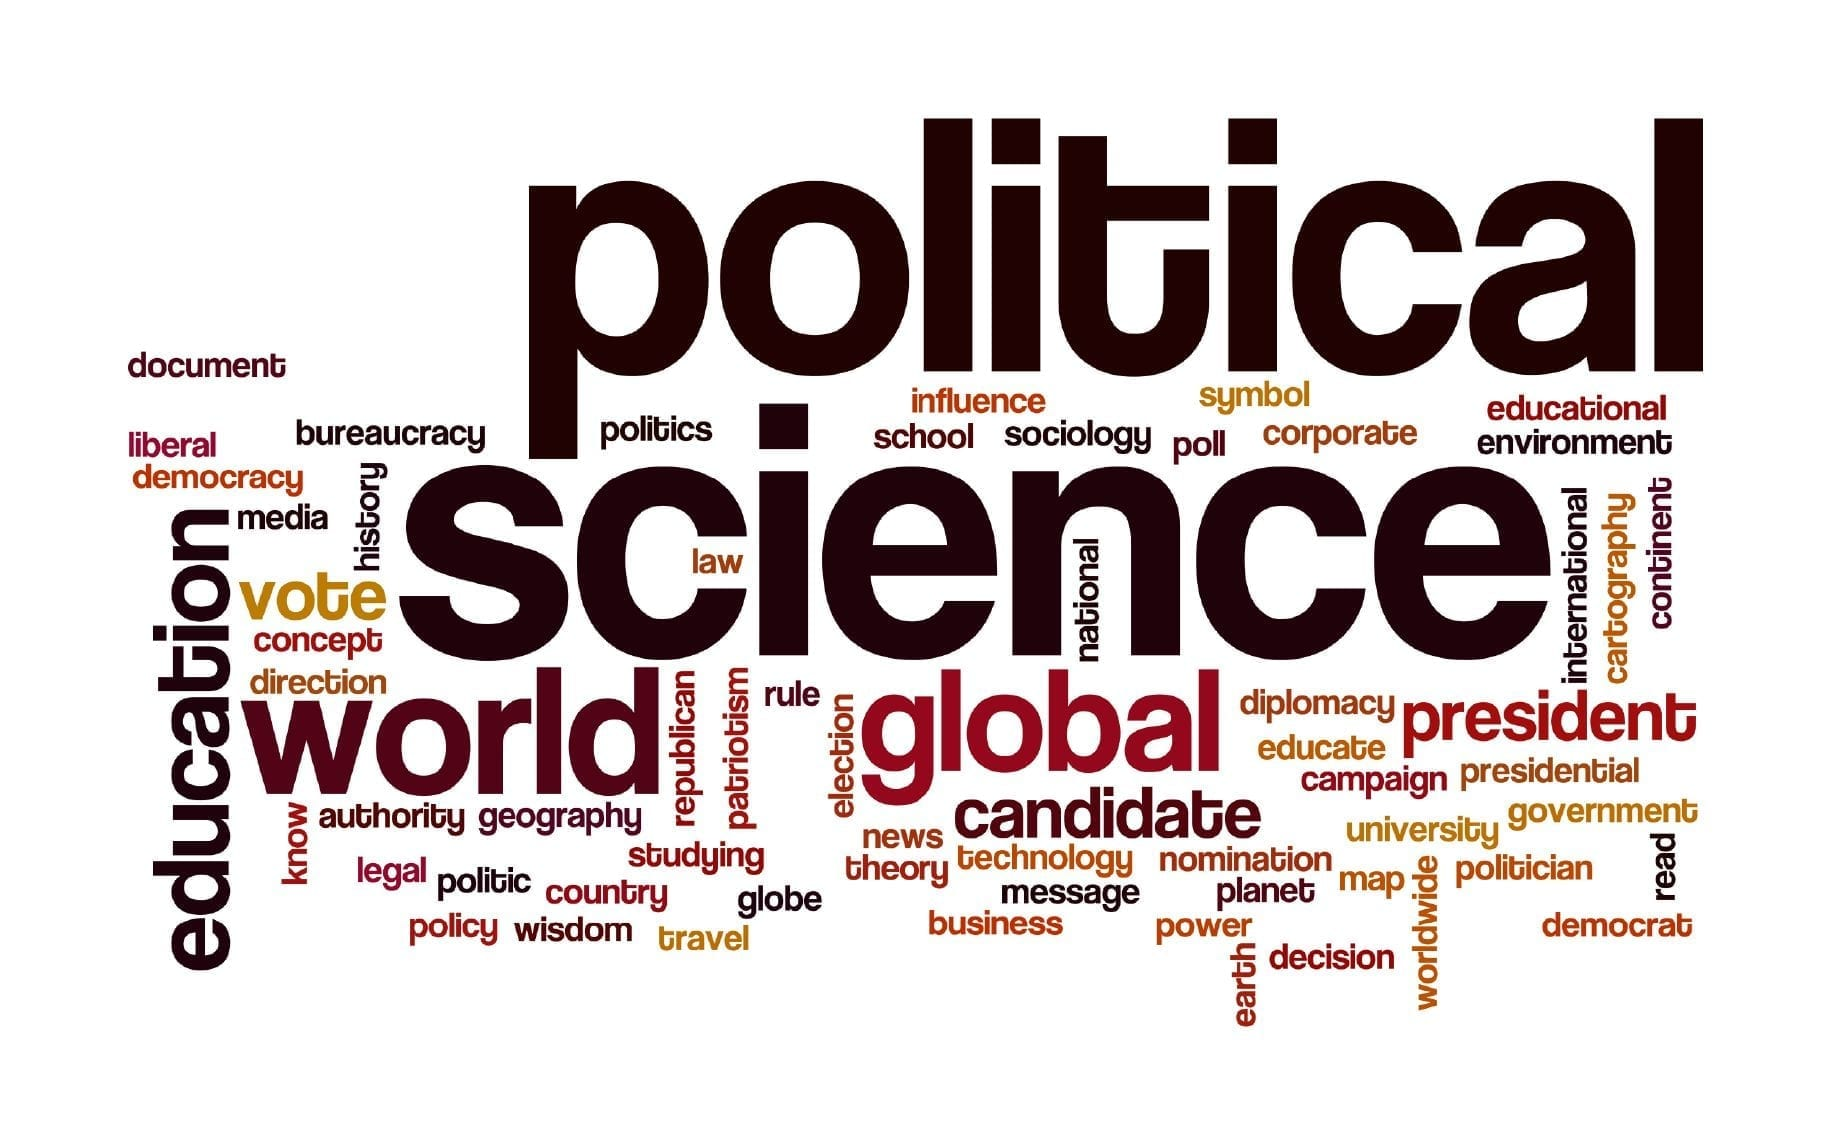 political
science
document
influence
symbol
educational
liberal
bureaucracy
politics
school
sociology
poll
corporate
environment
democracy
media
history
law
national
international
cartography
continent
education
vote
concept
direction
world
republican
patriotism
rule
election
global
diplomacy
president
educate
campaign
presidential
know
authority
geography
candidate
government
news
university
studying
theory
technology
nomination
read
legal
politic
country
globe
message
planet
map
worldwide
politician
policy
wisdom
travel
business
power
democrat
earth
decision